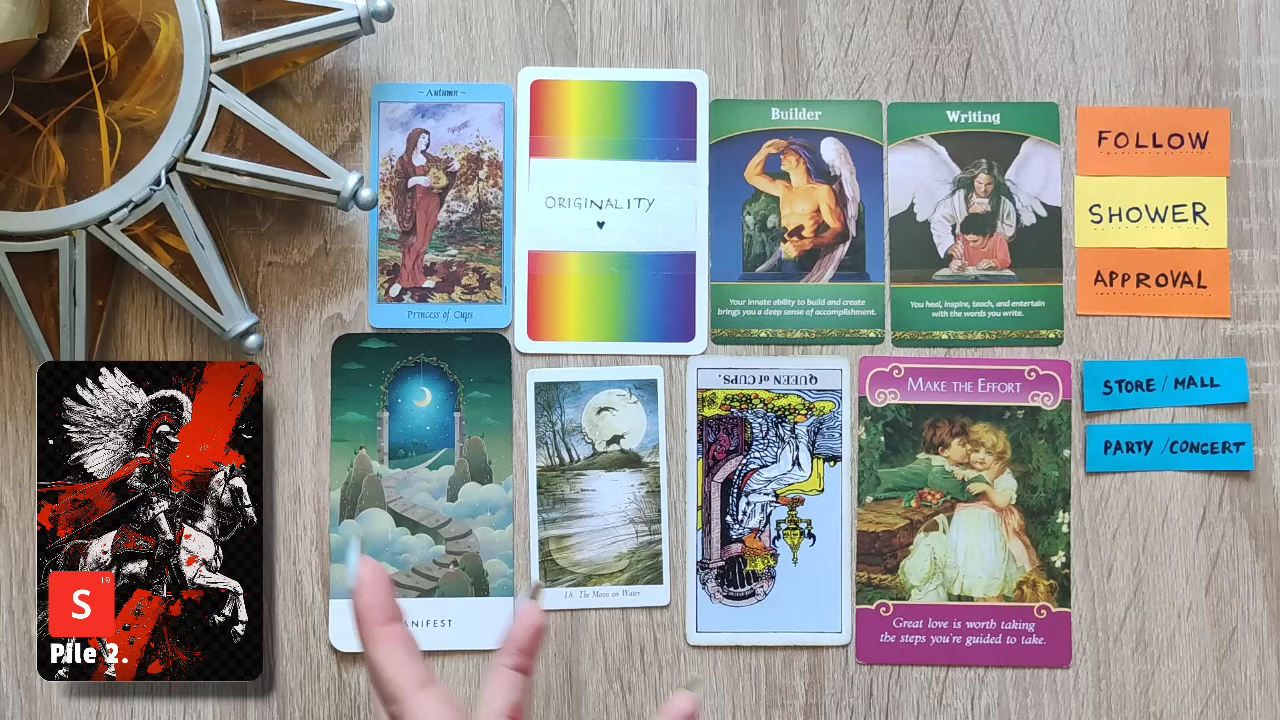 ~Autumn~
Princess of Cups
ORIGINALITY
Builder
Your innate ability to build and create
brings you a deep sense of accomplishment.
Writing
You heal, inspire, teach, and entertain
with the words you write.
FOLLOW
SHOWER
APPROVAL
19
S
Pile 2.
ANIFEST
18 The Moon on Water
QUEEN of CUPS.
MAKE THE EFFORT
Great love is worth taking
the steps you're guided to take.
STORE / MALL
PARTY / CONCERT